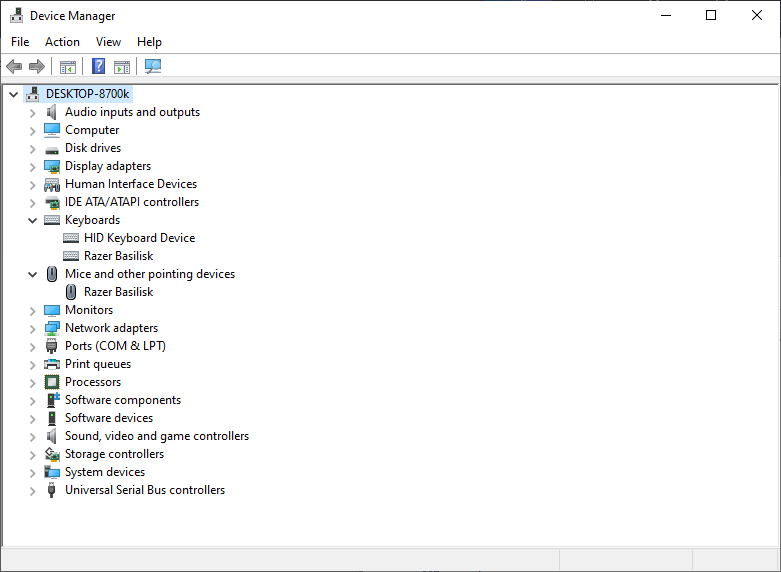 Device Manager
File Action View Help
DESKTOP-8700k
Audio inputs and outputs
Computer
Disk drives
Display adapters
Human Interface Devices
IDE ATA/ATAPI controllers
Keyboards
HID Keyboard Device
Razer Basilisk
Mice and other pointing devices
Razer Basilisk
Monitors
Network adapters
Ports (COM & LPT)
Print queues
Processors
Software components
Software devices
Sound, video and game controllers
Storage controllers
System devices
Universal Serial Bus controllers